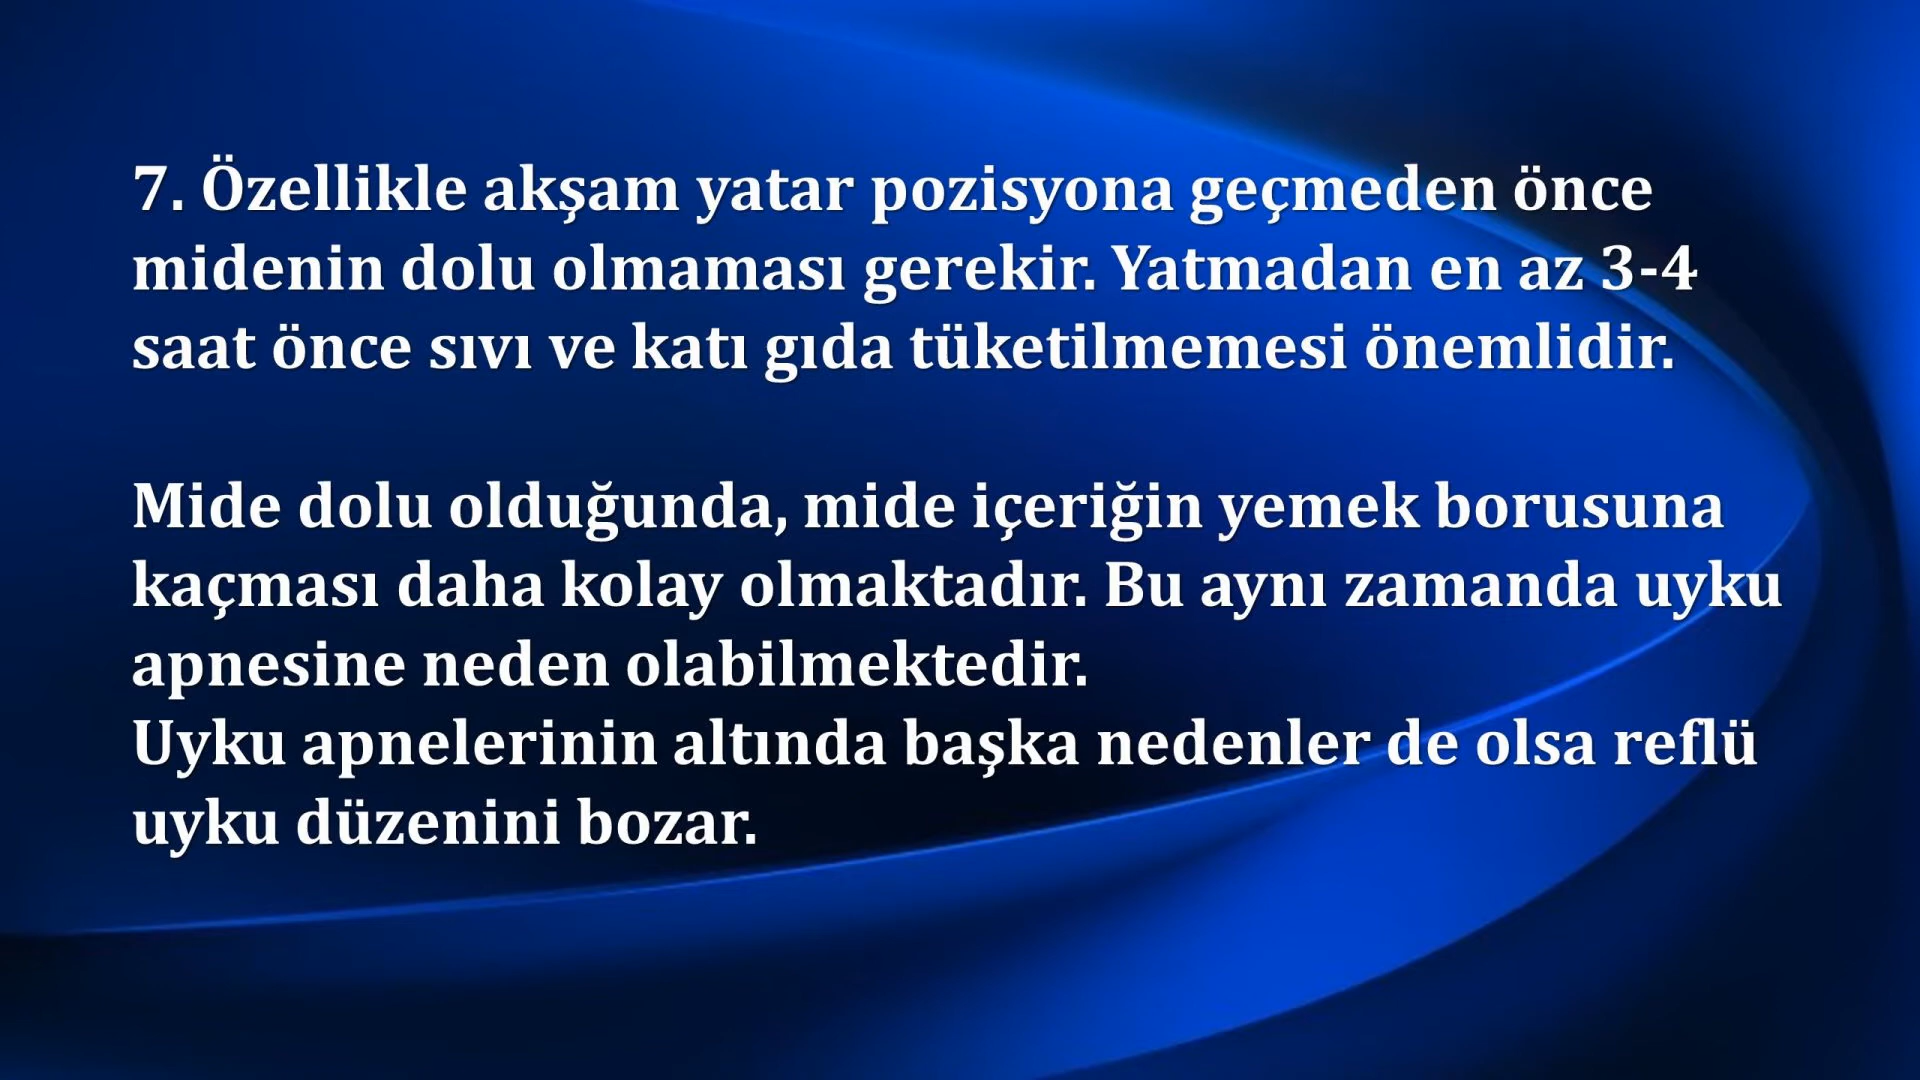 7. Özellikle akşam yatar pozisyona geçmeden önce
midenin dolu olmaması gerekir. Yatmadan en az 3-4
saat önce sıvı ve katı gıda tüketilmemesi önemlidir.
Mide dolu olduğunda, mide içeriğin yemek borusuna
kaçması daha kolay olmaktadır. Bu aynı zamanda uyku
apnesine neden olabilmektedir.
Uyku apnelerinin altında başka nedenler de olsa reflü
uyku düzenini bozar.